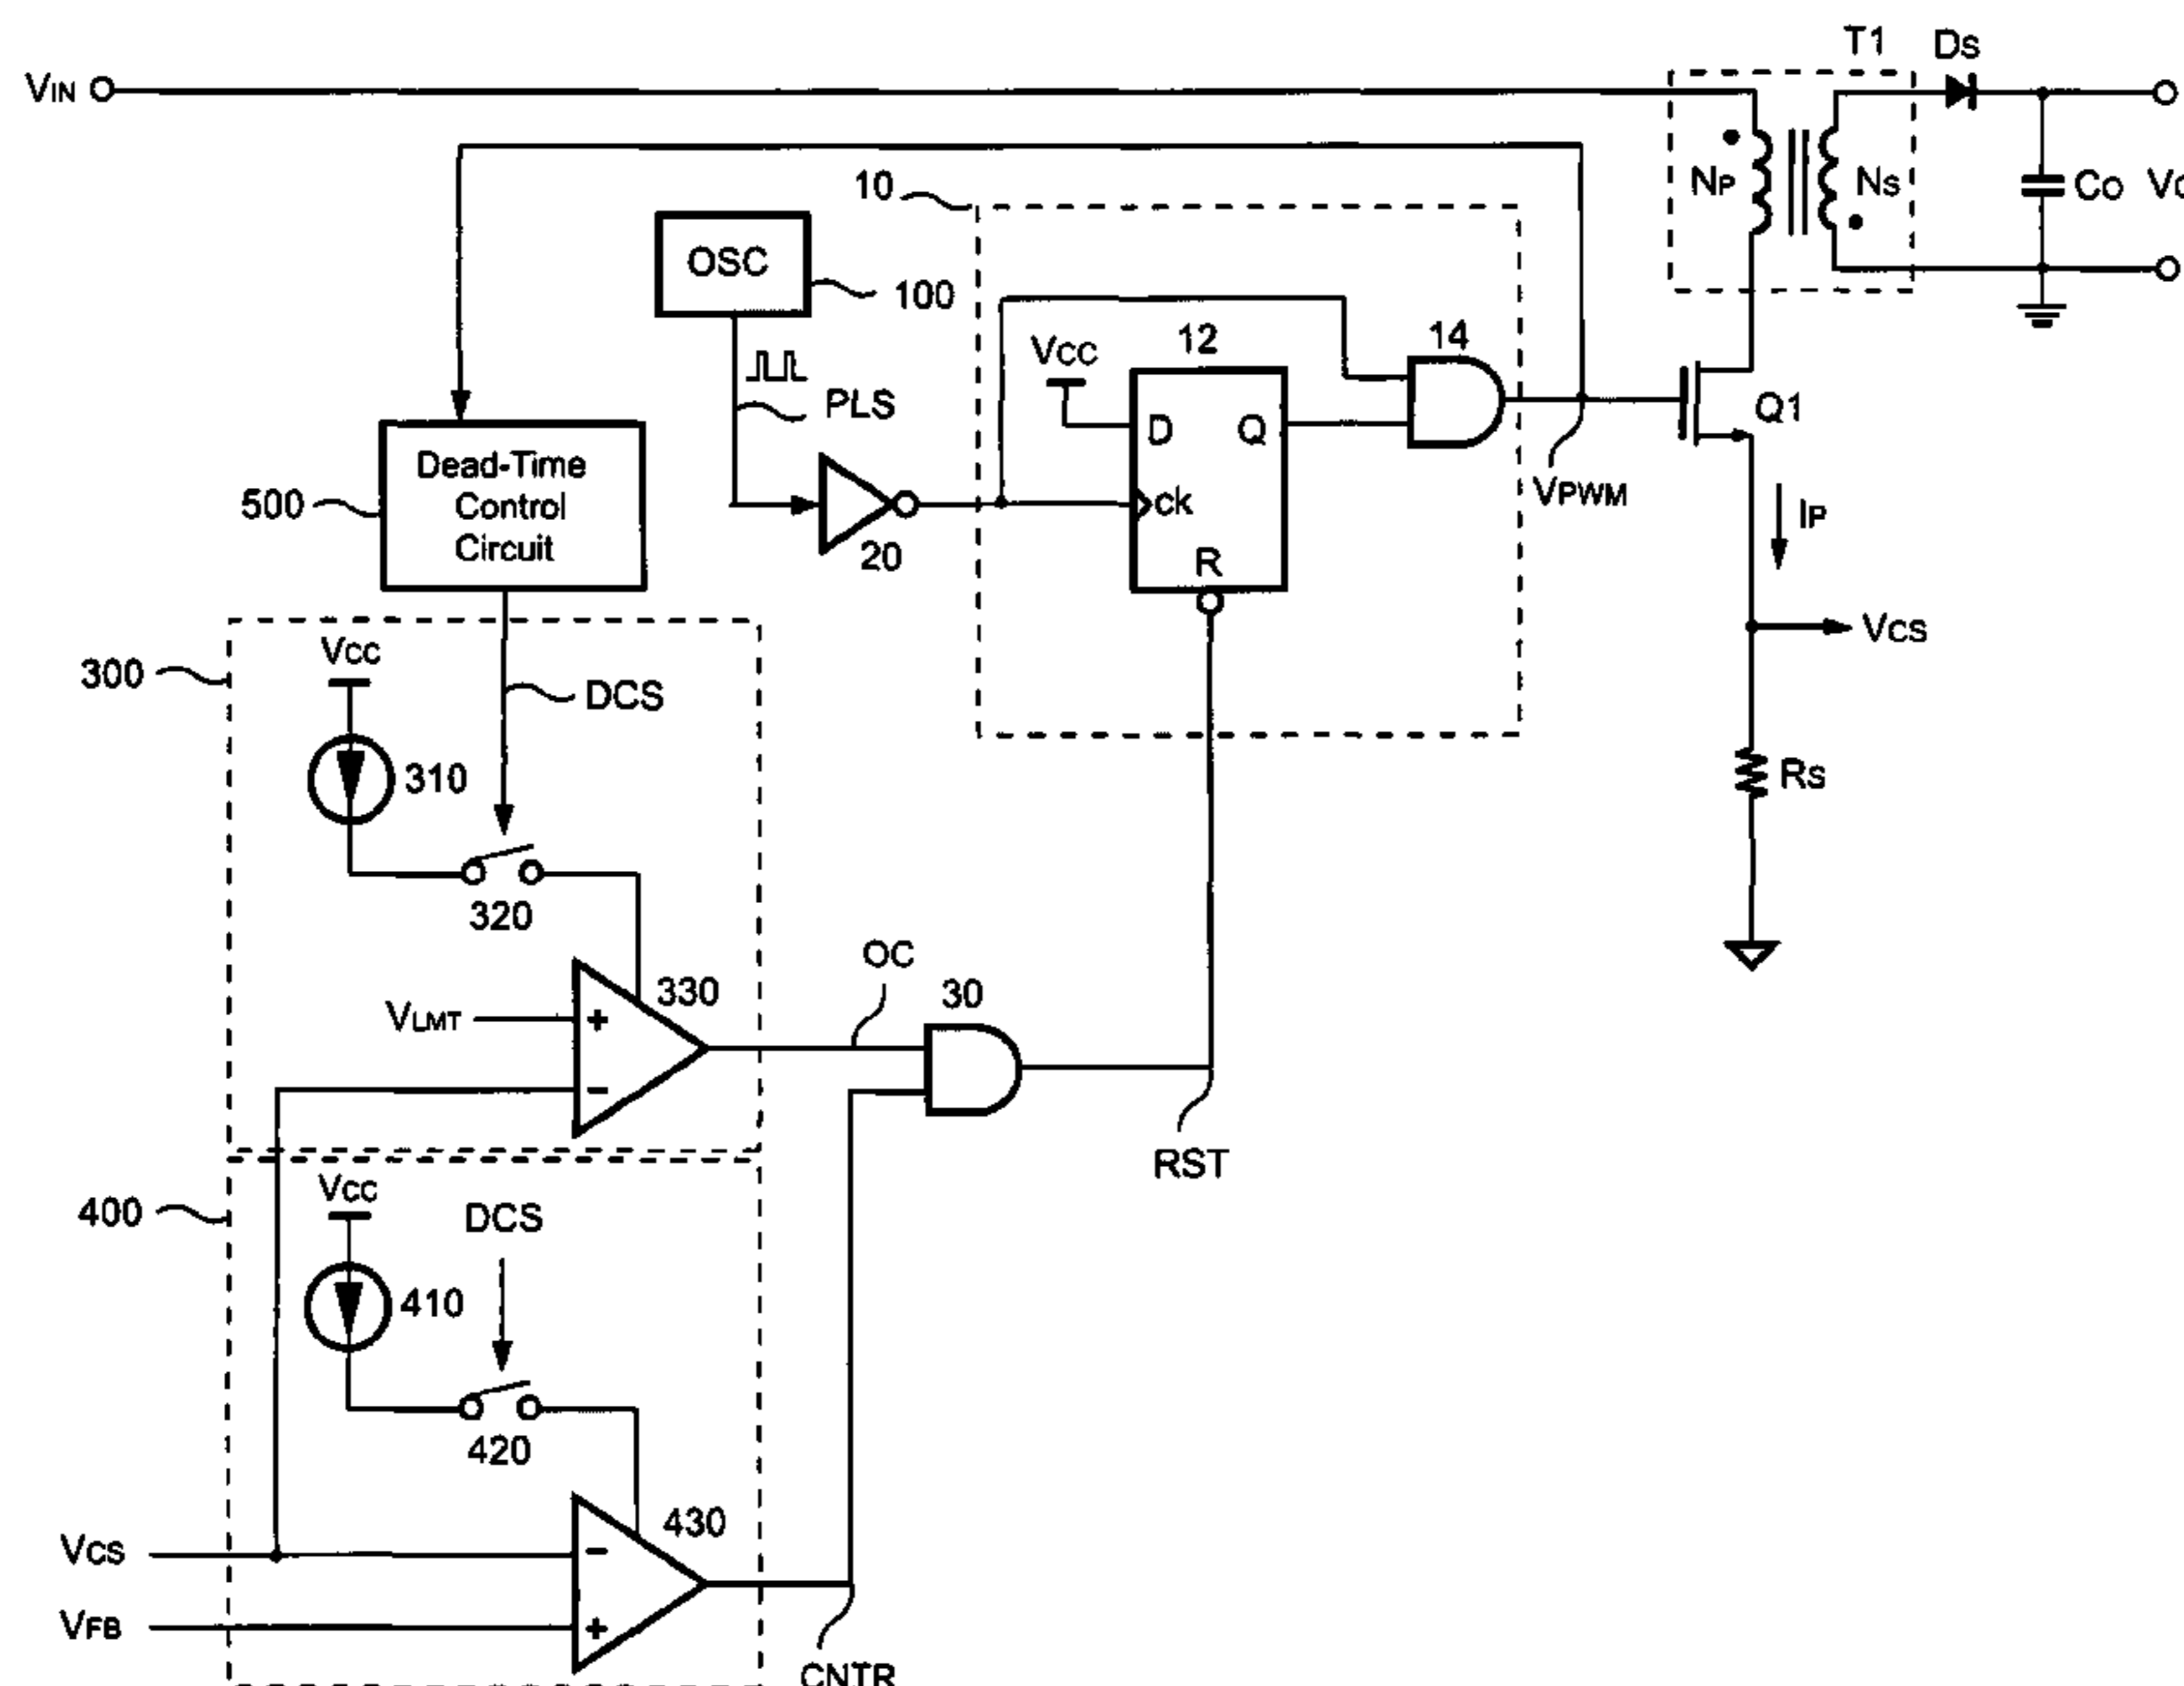 T1
DS
VIN
10
NP
NS
CO
OSC
100
VCC
12
14
PLS
D
Q
Q1
Dead-Time
Control
Circuit
500
ck
VPWM
IP
20
R
VCC
300
DCS
VCS
310
RS
320
OC
330
30
VLMT
+
-
RST
VCC
400
DCS
410
420
430
VCS
-
VFB
+
CNTR